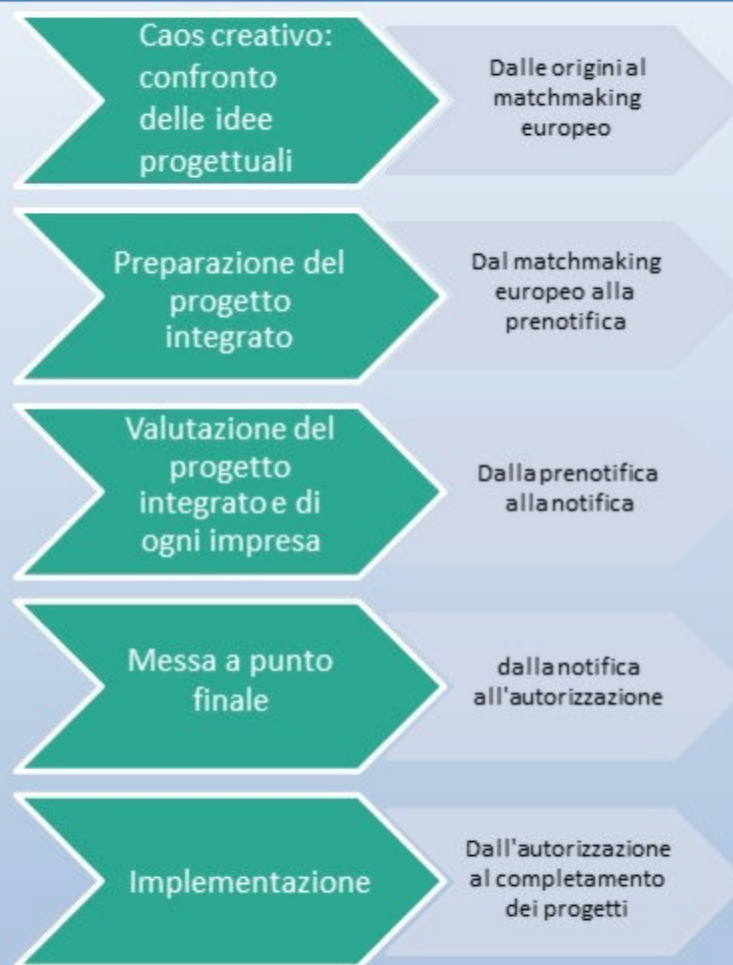 Caos creativo:
confronto
delle idee
progettuali
Dalle origini al
matchmaking
europeo
Preparazione del
progetto
integrato
Dal matchmaking
europeo alla
prenotifica
Valutazione del
progetto
integrato e di
ogni impresa
Dalla prenotifica
alla notifica
Messa a punto
finale
dalla notifica
all'autorizzazione
Implementazione
Dall'autorizzazione
al completamento
dei progetti